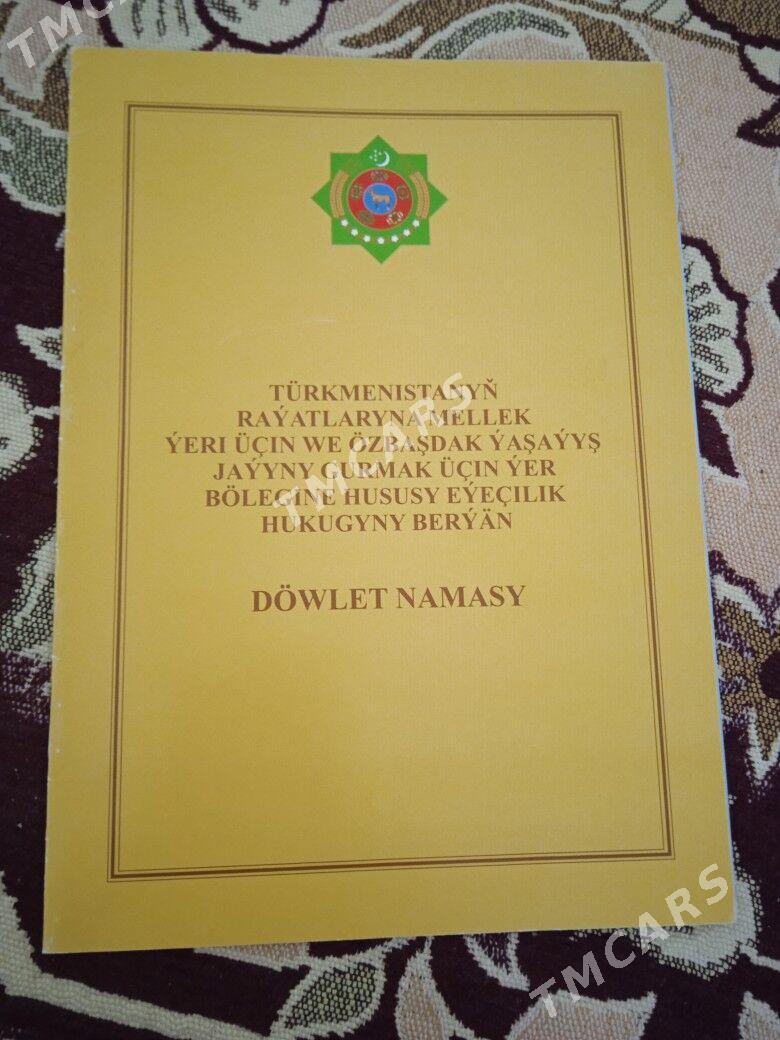 TMCARS
TÜRKMENISTANYŇ
RAÝATLARYNA MELLEK
ÝERI ÜÇIN WE ÖZBAŞDAK ÝAŞAÝYŞ
JAÝYNY GURMAK ÜÇIN ÝER
BÖLEGINE HUSUSY EÝEÇILIK
HUKUGYNY BERÝÄN
TMCARS
DÖWLET NAMASY
TMCARS